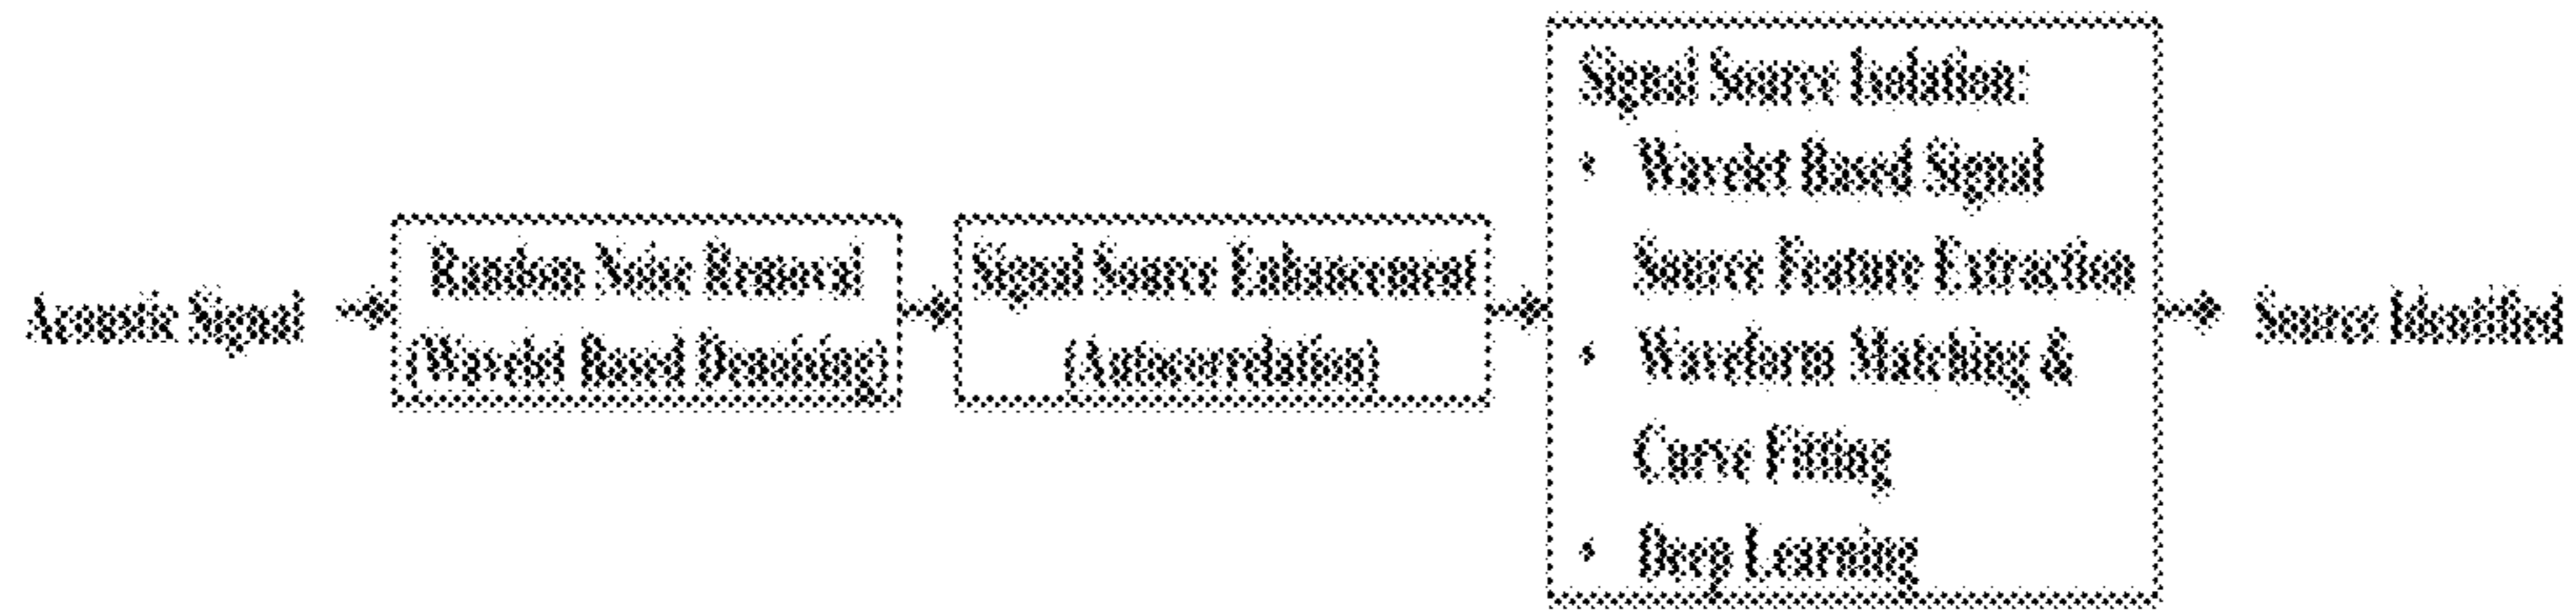 Acoustic Signal
Random Noise Removal
(Wavelet Based Denoising)
Signal Source Enhancement
(Autocorrelation)
Signal Source Isolation:
• Wavelet Based Signal
Source Feature Extraction
• Waveform Matching &
Curve Fitting
• Deep Learning
Source Identified